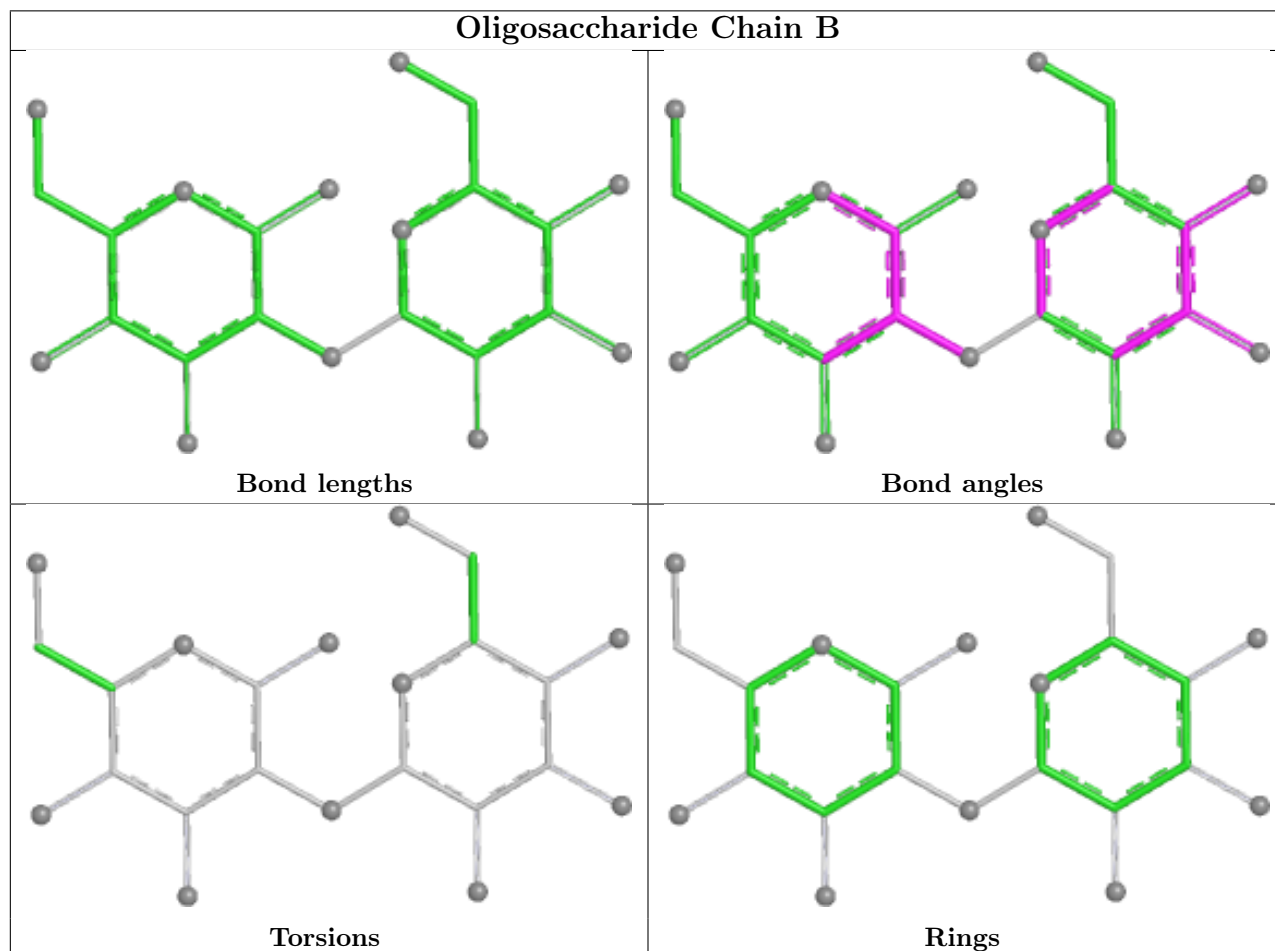 Oligosaccharide Chain B
Bond lengths
Bond angles
Torsions
Rings